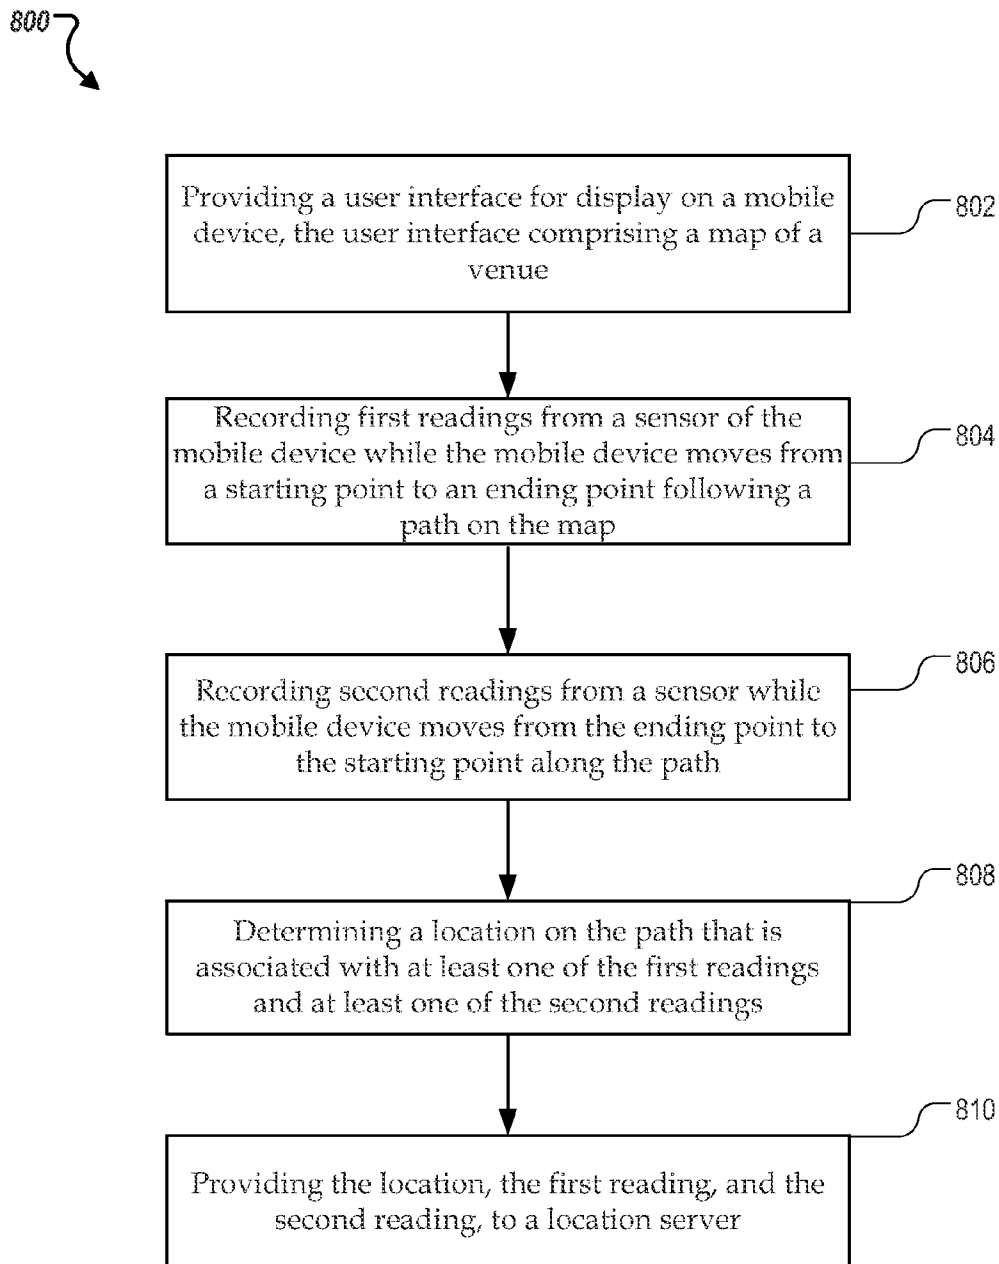 800
Providing a user interface for display on a mobile
device, the user interface comprising a map of a
venue
802
Recording first readings from a sensor of the
mobile device while the mobile device moves from
a starting point to an ending point following a
path on the map
804
Recording second readings from a sensor while
the mobile device moves from the ending point to
the starting point along the path
806
Determining a location on the path that is
associated with at least one of the first readings
and at least one of the second readings
808
Providing the location, the first reading, and the
second reading, to a location server
810